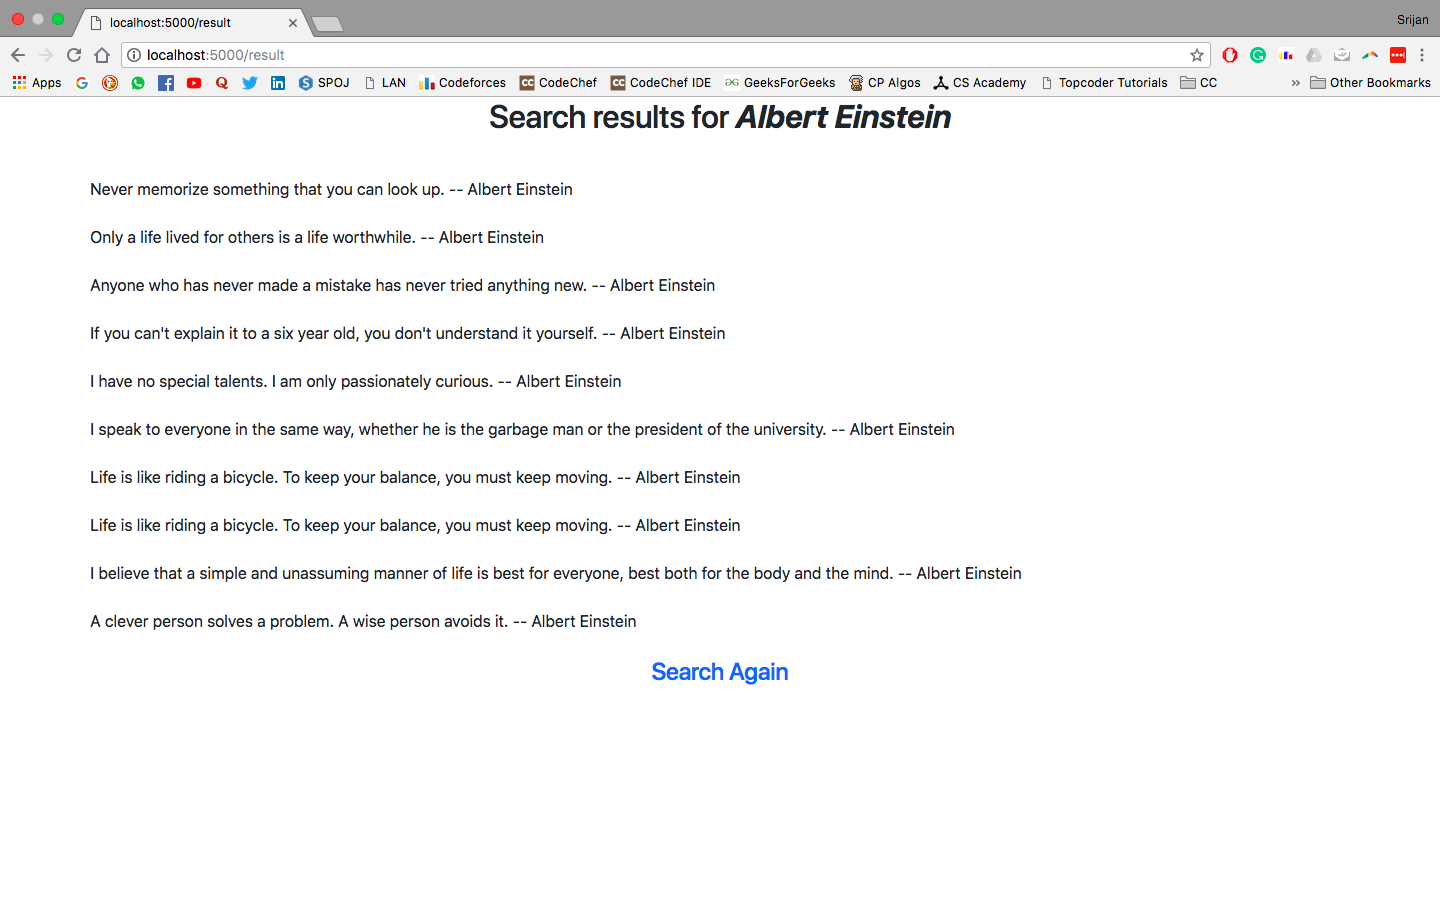 localhost:5000/result
Srijan
localhost:5000/result
Apps SPOJ LAN Codeforces CodeChef CodeChef IDE GeeksForGeeks CP Algos CS Academy Topcoder Tutorials CC » Other Bookmarks
Search results for Albert Einstein
Never memorize something that you can look up. -- Albert Einstein
Only a life lived for others is a life worthwhile. -- Albert Einstein
Anyone who has never made a mistake has never tried anything new. -- Albert Einstein
If you can't explain it to a six year old, you don't understand it yourself. -- Albert Einstein
I have no special talents. I am only passionately curious. -- Albert Einstein
I speak to everyone in the same way, whether he is the garbage man or the president of the university. -- Albert Einstein
Life is like riding a bicycle. To keep your balance, you must keep moving. -- Albert Einstein
Life is like riding a bicycle. To keep your balance, you must keep moving. -- Albert Einstein
I believe that a simple and unassuming manner of life is best for everyone, best both for the body and the mind. -- Albert Einstein
A clever person solves a problem. A wise person avoids it. -- Albert Einstein
Search Again